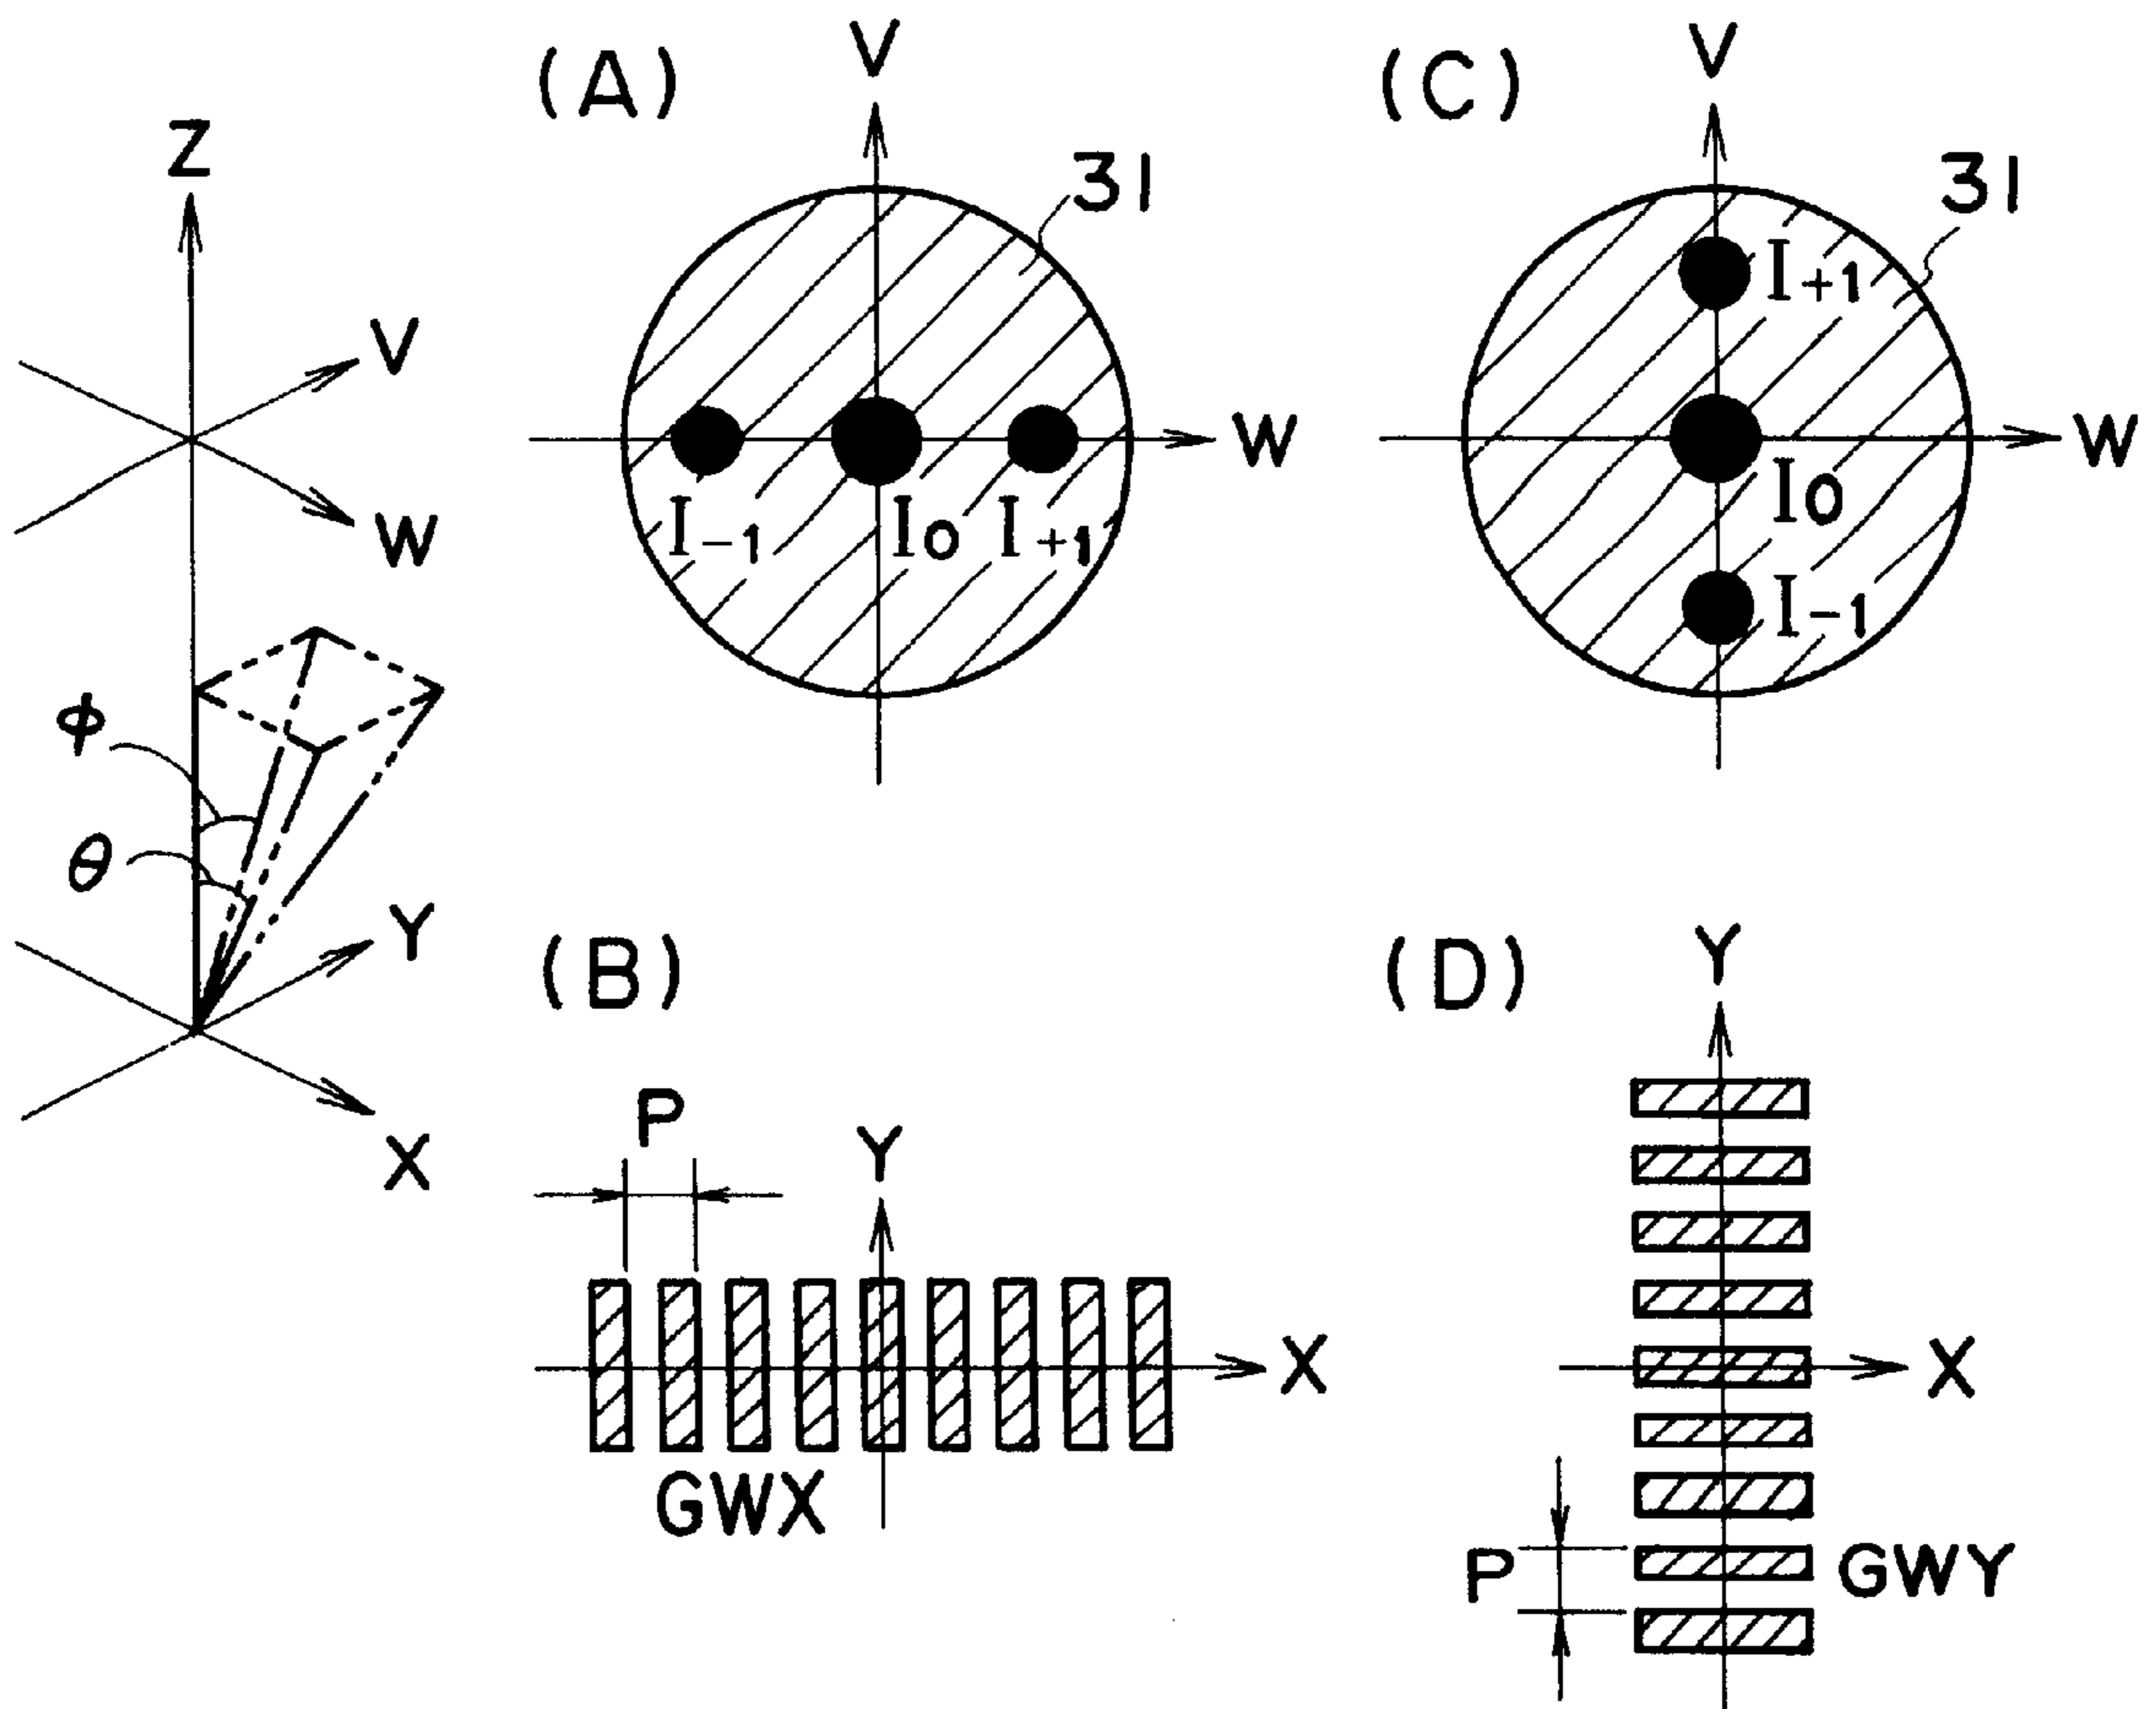 Z
V
W
φ
θ
Y
X
(A)
V
31
W
I-1 I0 I+1
(C)
V
31
I+1
W
I0
I-1
(B)
P
Y
X
GWX
(D)
Y
X
P
GWY